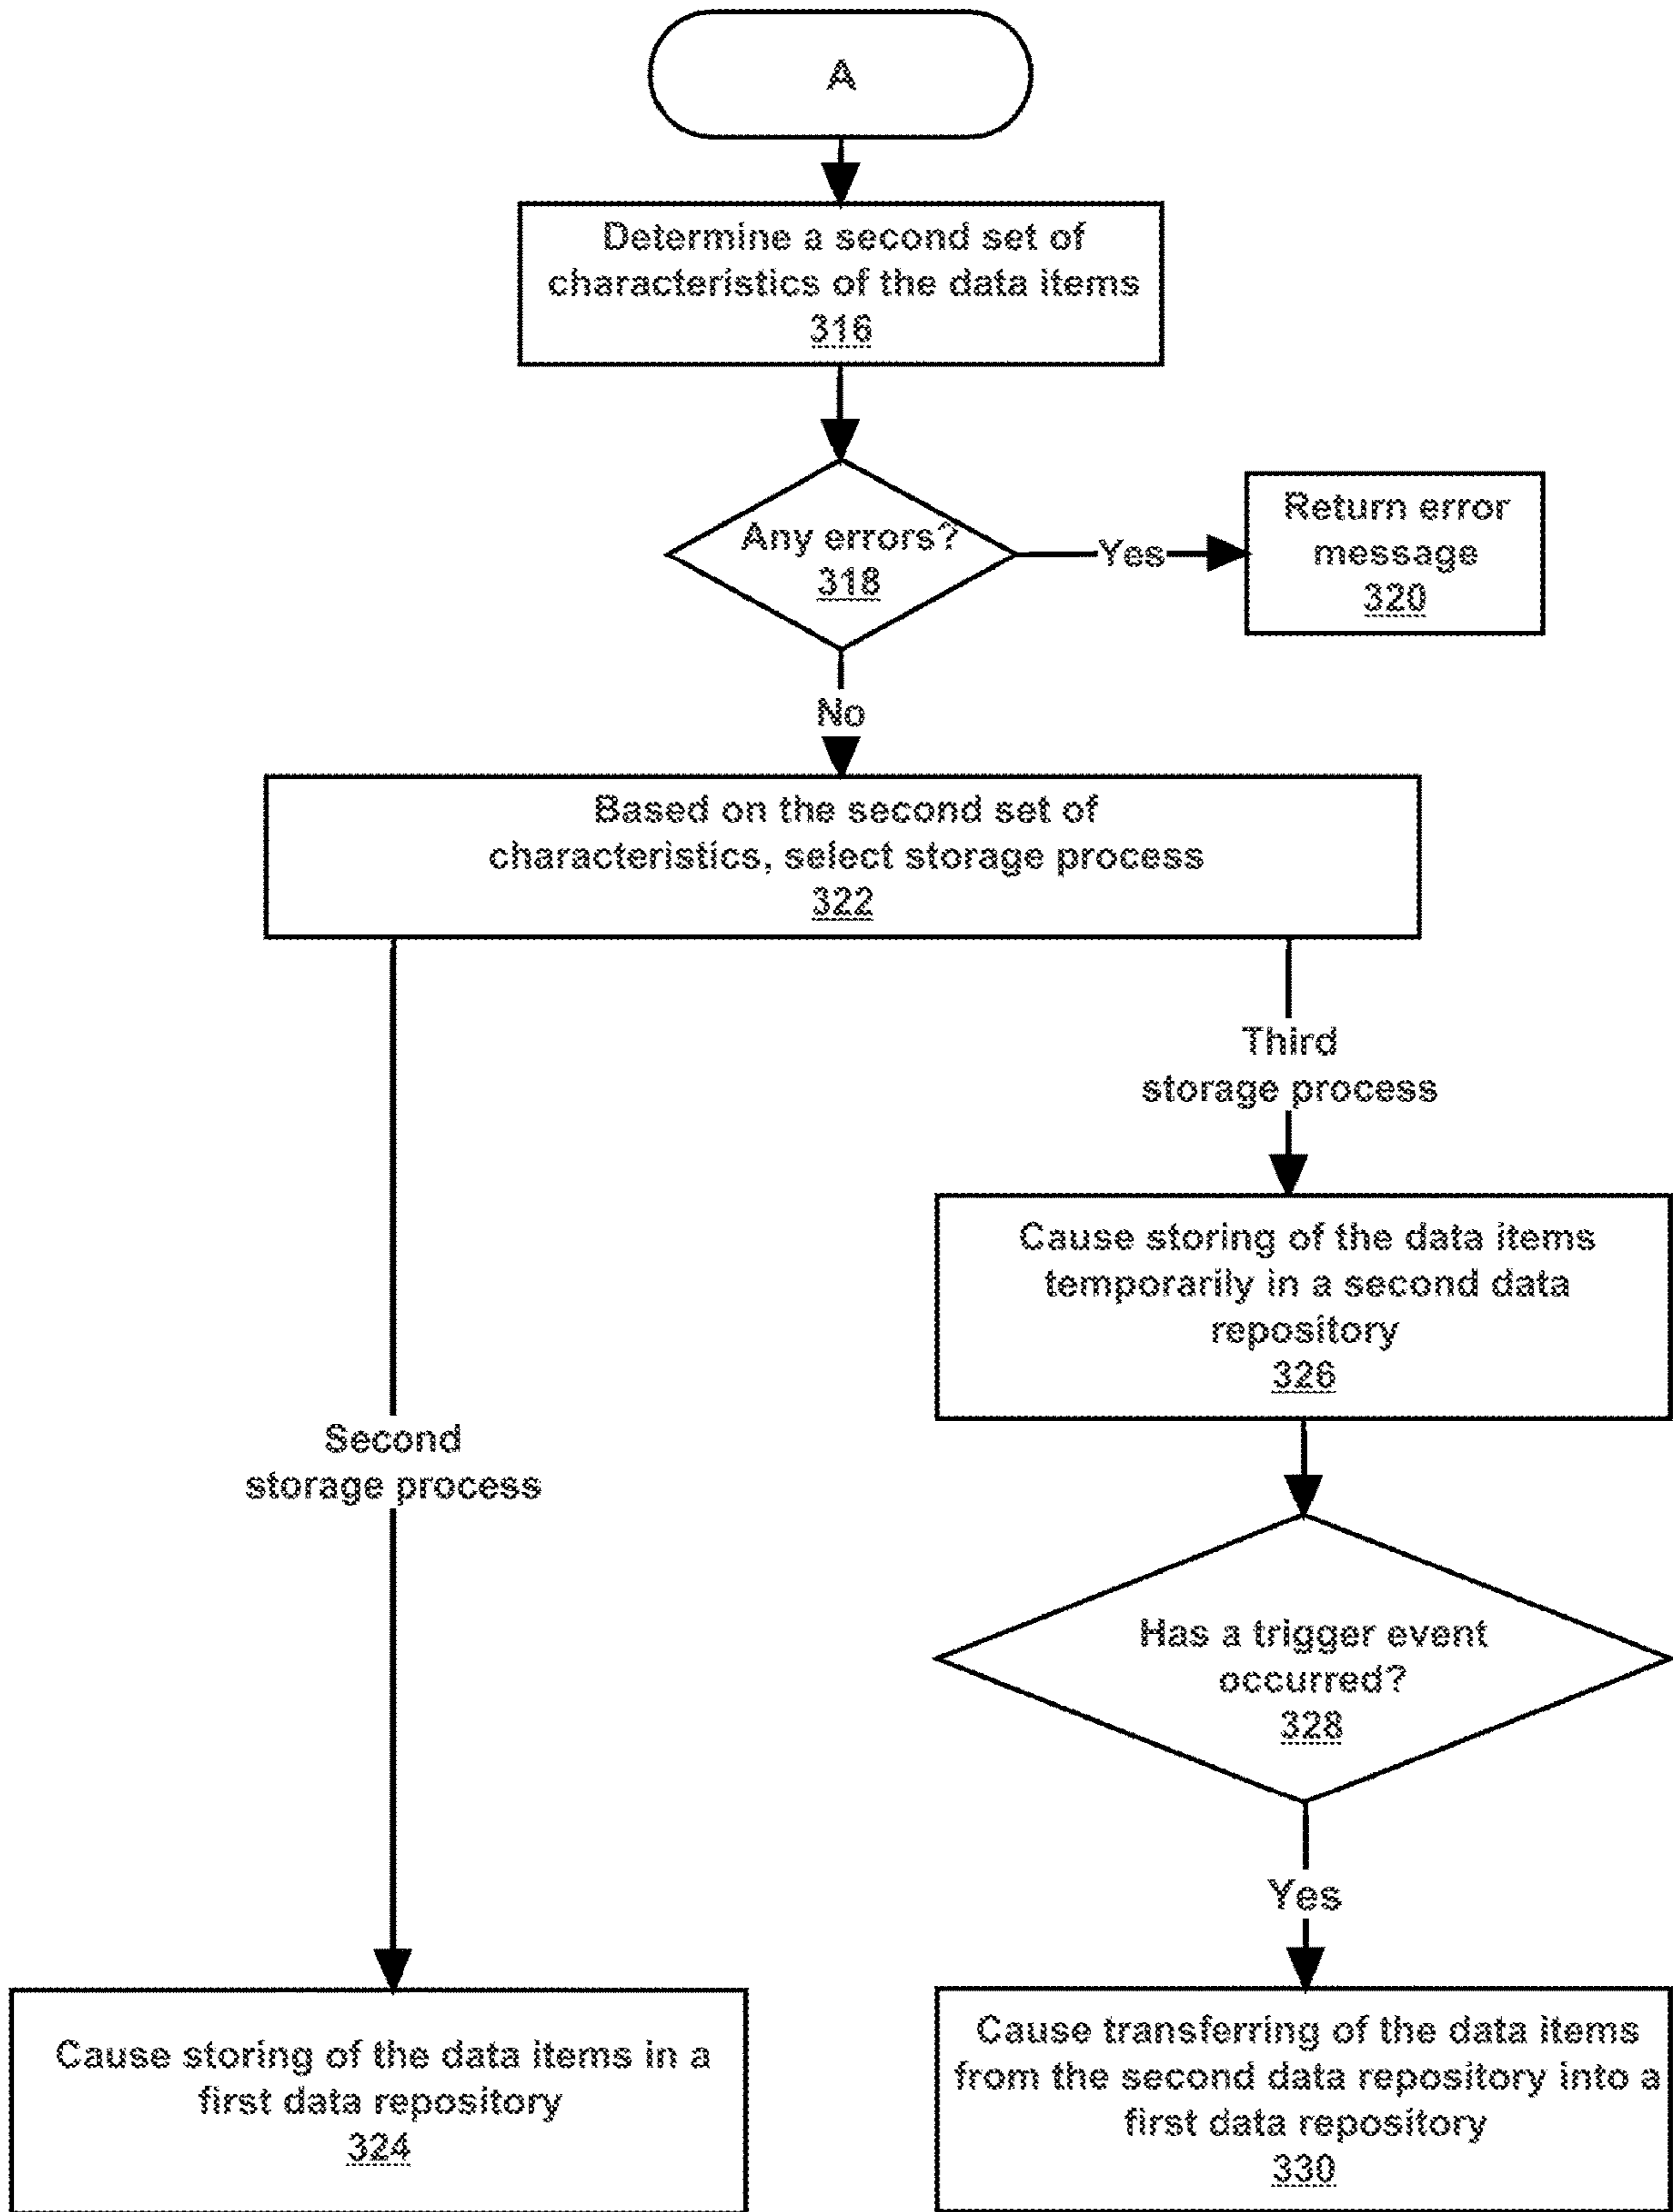 A
Determine a second set of
characteristics of the data items
316
Any errors?
318
Yes
Return error
message
320
No
Based on the second set of
characteristics, select storage process
322
Third
storage process
Cause storing of the data items
temporarily in a second data
repository
326
Second
storage process
Has a trigger event
occurred?
328
Yes
Cause storing of the data items in a
first data repository
324
Cause transferring of the data items
from the second data repository into a
first data repository
330